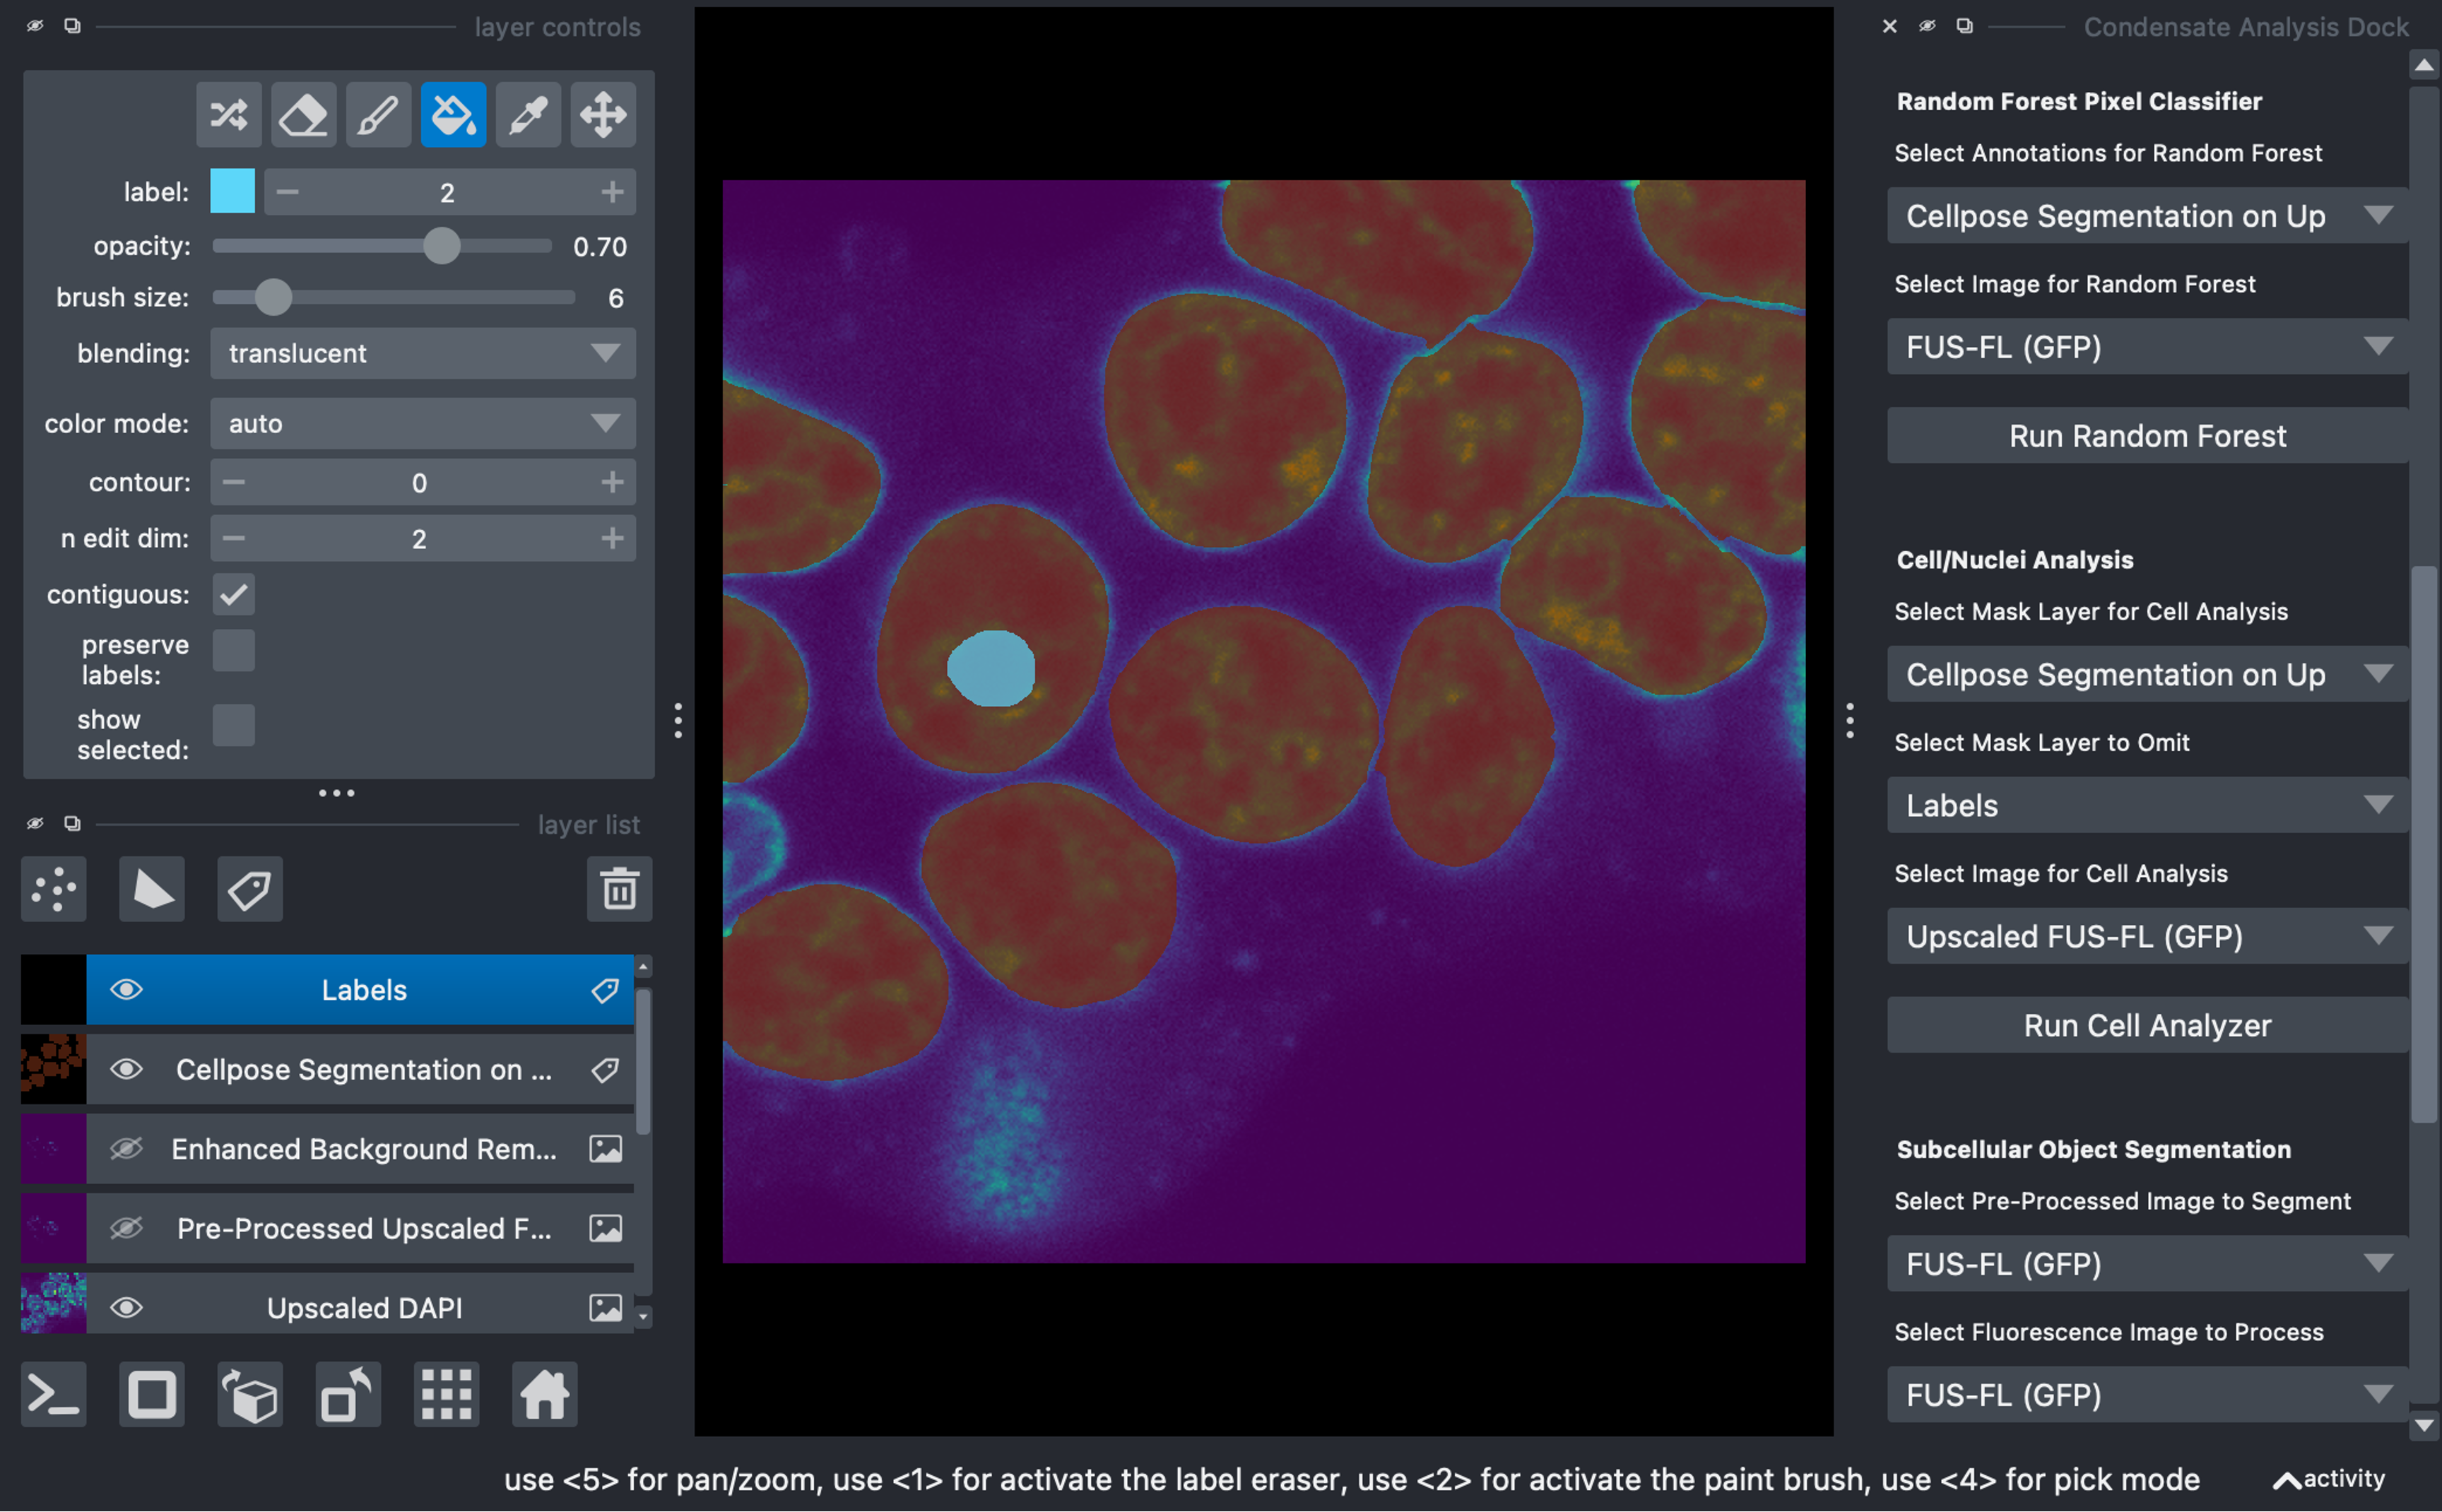 layer controls
label:
2
opacity:
0.70
brush size:
6
blending:
translucent
color mode:
auto
contour:
0
n edit dim:
2
contiguous:
preserve
labels:
show
selected:
layer list
Labels
Cellpose Segmentation on ...
Enhanced Background Rem...
Pre-Processed Upscaled F...
Upscaled DAPI
Condensate Analysis Dock
Random Forest Pixel Classifier
Select Annotations for Random Forest
Cellpose Segmentation on Up
Select Image for Random Forest
FUS-FL (GFP)
Run Random Forest
Cell/Nuclei Analysis
Select Mask Layer for Cell Analysis
Cellpose Segmentation on Up
Select Mask Layer to Omit
Labels
Select Image for Cell Analysis
Upscaled FUS-FL (GFP)
Run Cell Analyzer
Subcellular Object Segmentation
Select Pre-Processed Image to Segment
FUS-FL (GFP)
Select Fluorescence Image to Process
FUS-FL (GFP)
use <5> for pan/zoom, use <1> for activate the label eraser, use <2> for activate the paint brush, use <4> for pick mode
activity